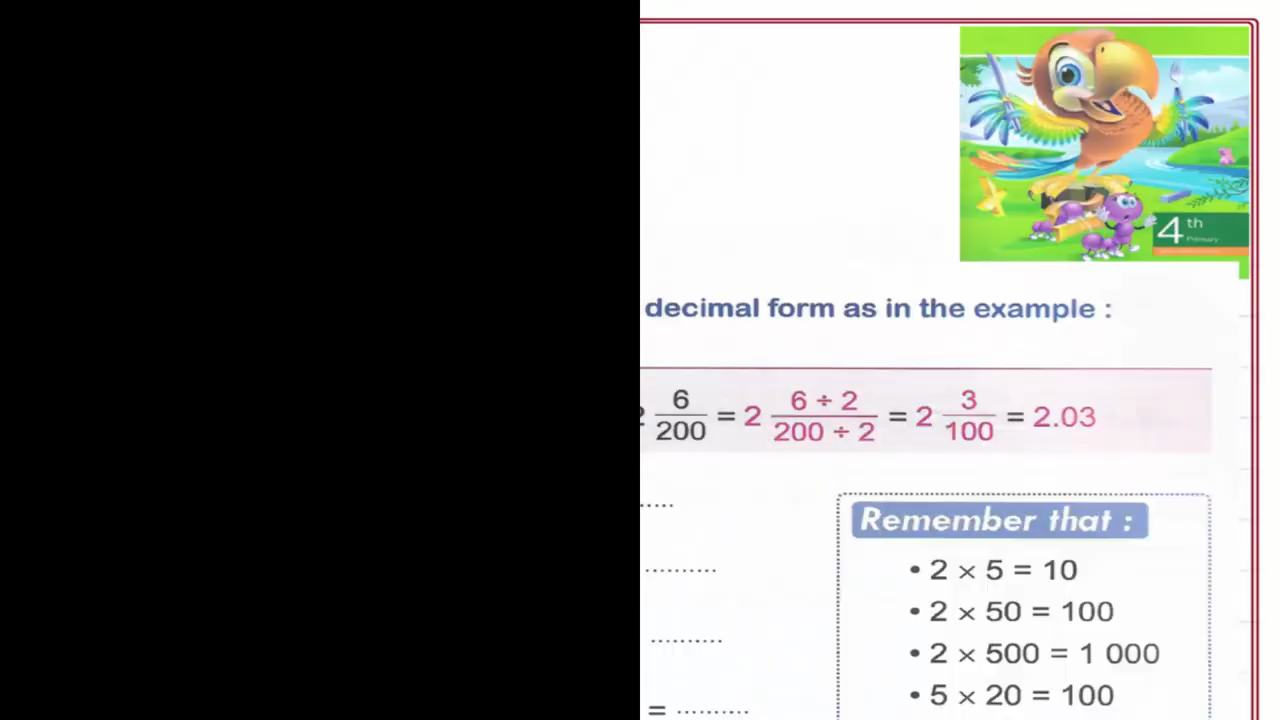 4th
Primary
decimal form as in the example :
6/200 = 2 6 ÷ 2/200 ÷ 2 = 2 3/100 = 2.03
.....
..........
Remember that :
• 2 × 5 = 10
• 2 × 50 = 100
..........
• 2 × 500 = 1 000
• 5 × 20 = 100
= ..........